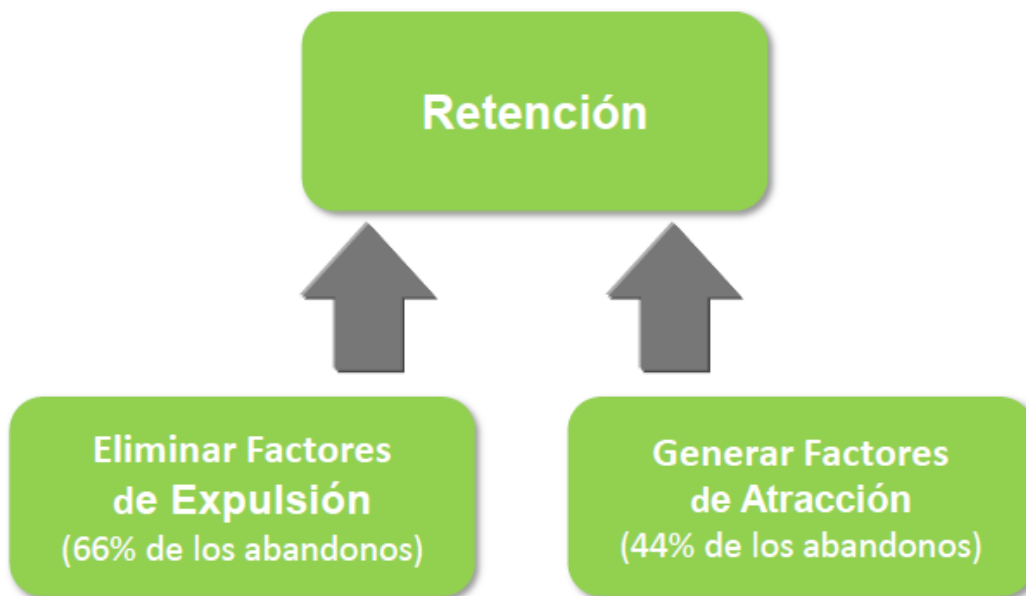 Retención
Eliminar Factores
de Expulsión
(66% de los abandonos)
Generar Factores
de Atracción
(44% de los abandonos)